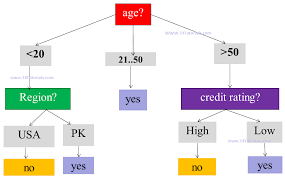 age?
<20
21..50
>50
Region?
yes
credit rating?
USA
PK
High
Low
no
yes
no
yes